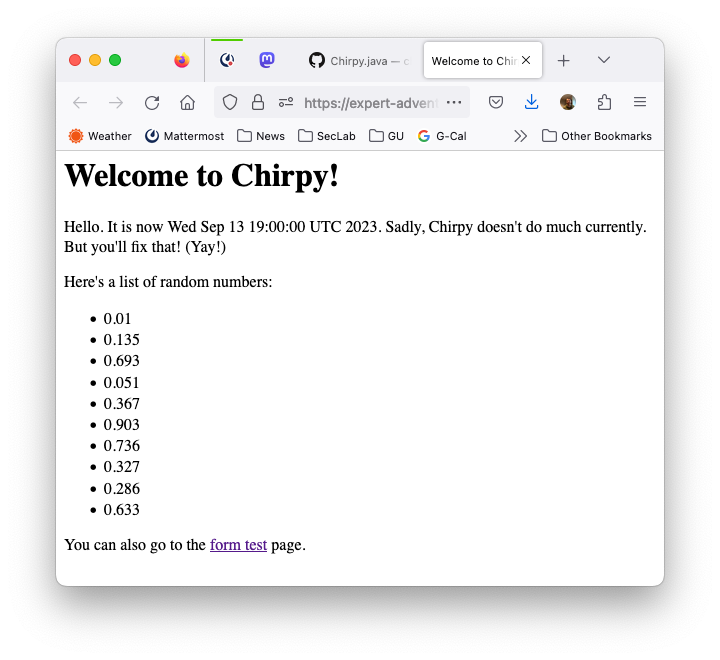 Chirpy.java — c
Welcome to Chir
https://expert-advent
Weather
Mattermost
News
SecLab
GU
G-Cal
Other Bookmarks
Welcome to Chirpy!
Hello. It is now Wed Sep 13 19:00:00 UTC 2023. Sadly, Chirpy doesn't do much currently.
But you'll fix that! (Yay!)
Here's a list of random numbers:
0.01
0.135
0.693
0.051
0.367
0.903
0.736
0.327
0.286
0.633
You can also go to the form test page.